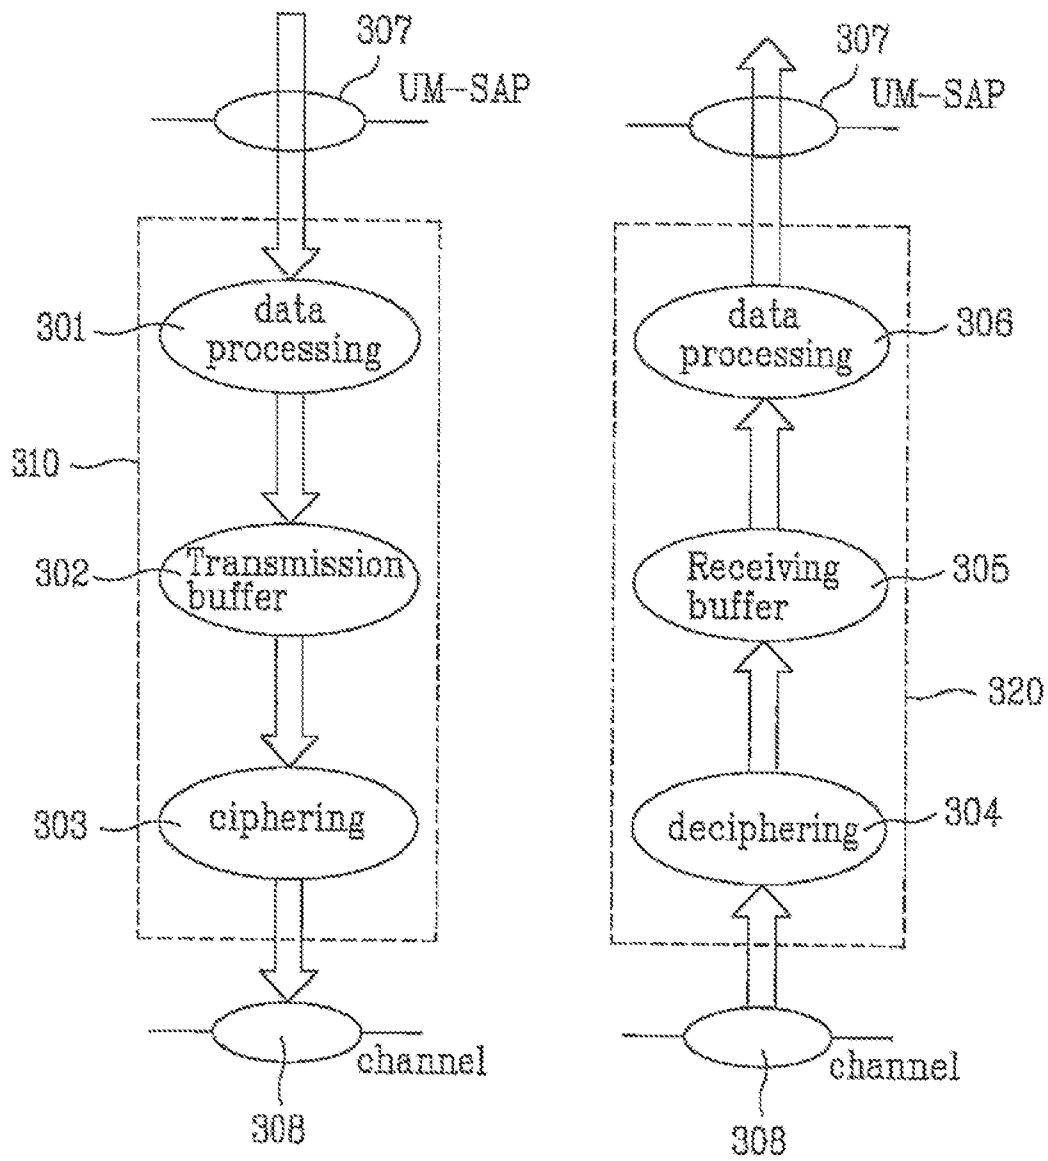 307
UM-SAP
301
data
processing
310
302
Transmission
buffer
303
ciphering
channel
308
307
UM-SAP
data
processing
306
Receiving
buffer
305
320
deciphering
304
channel
308